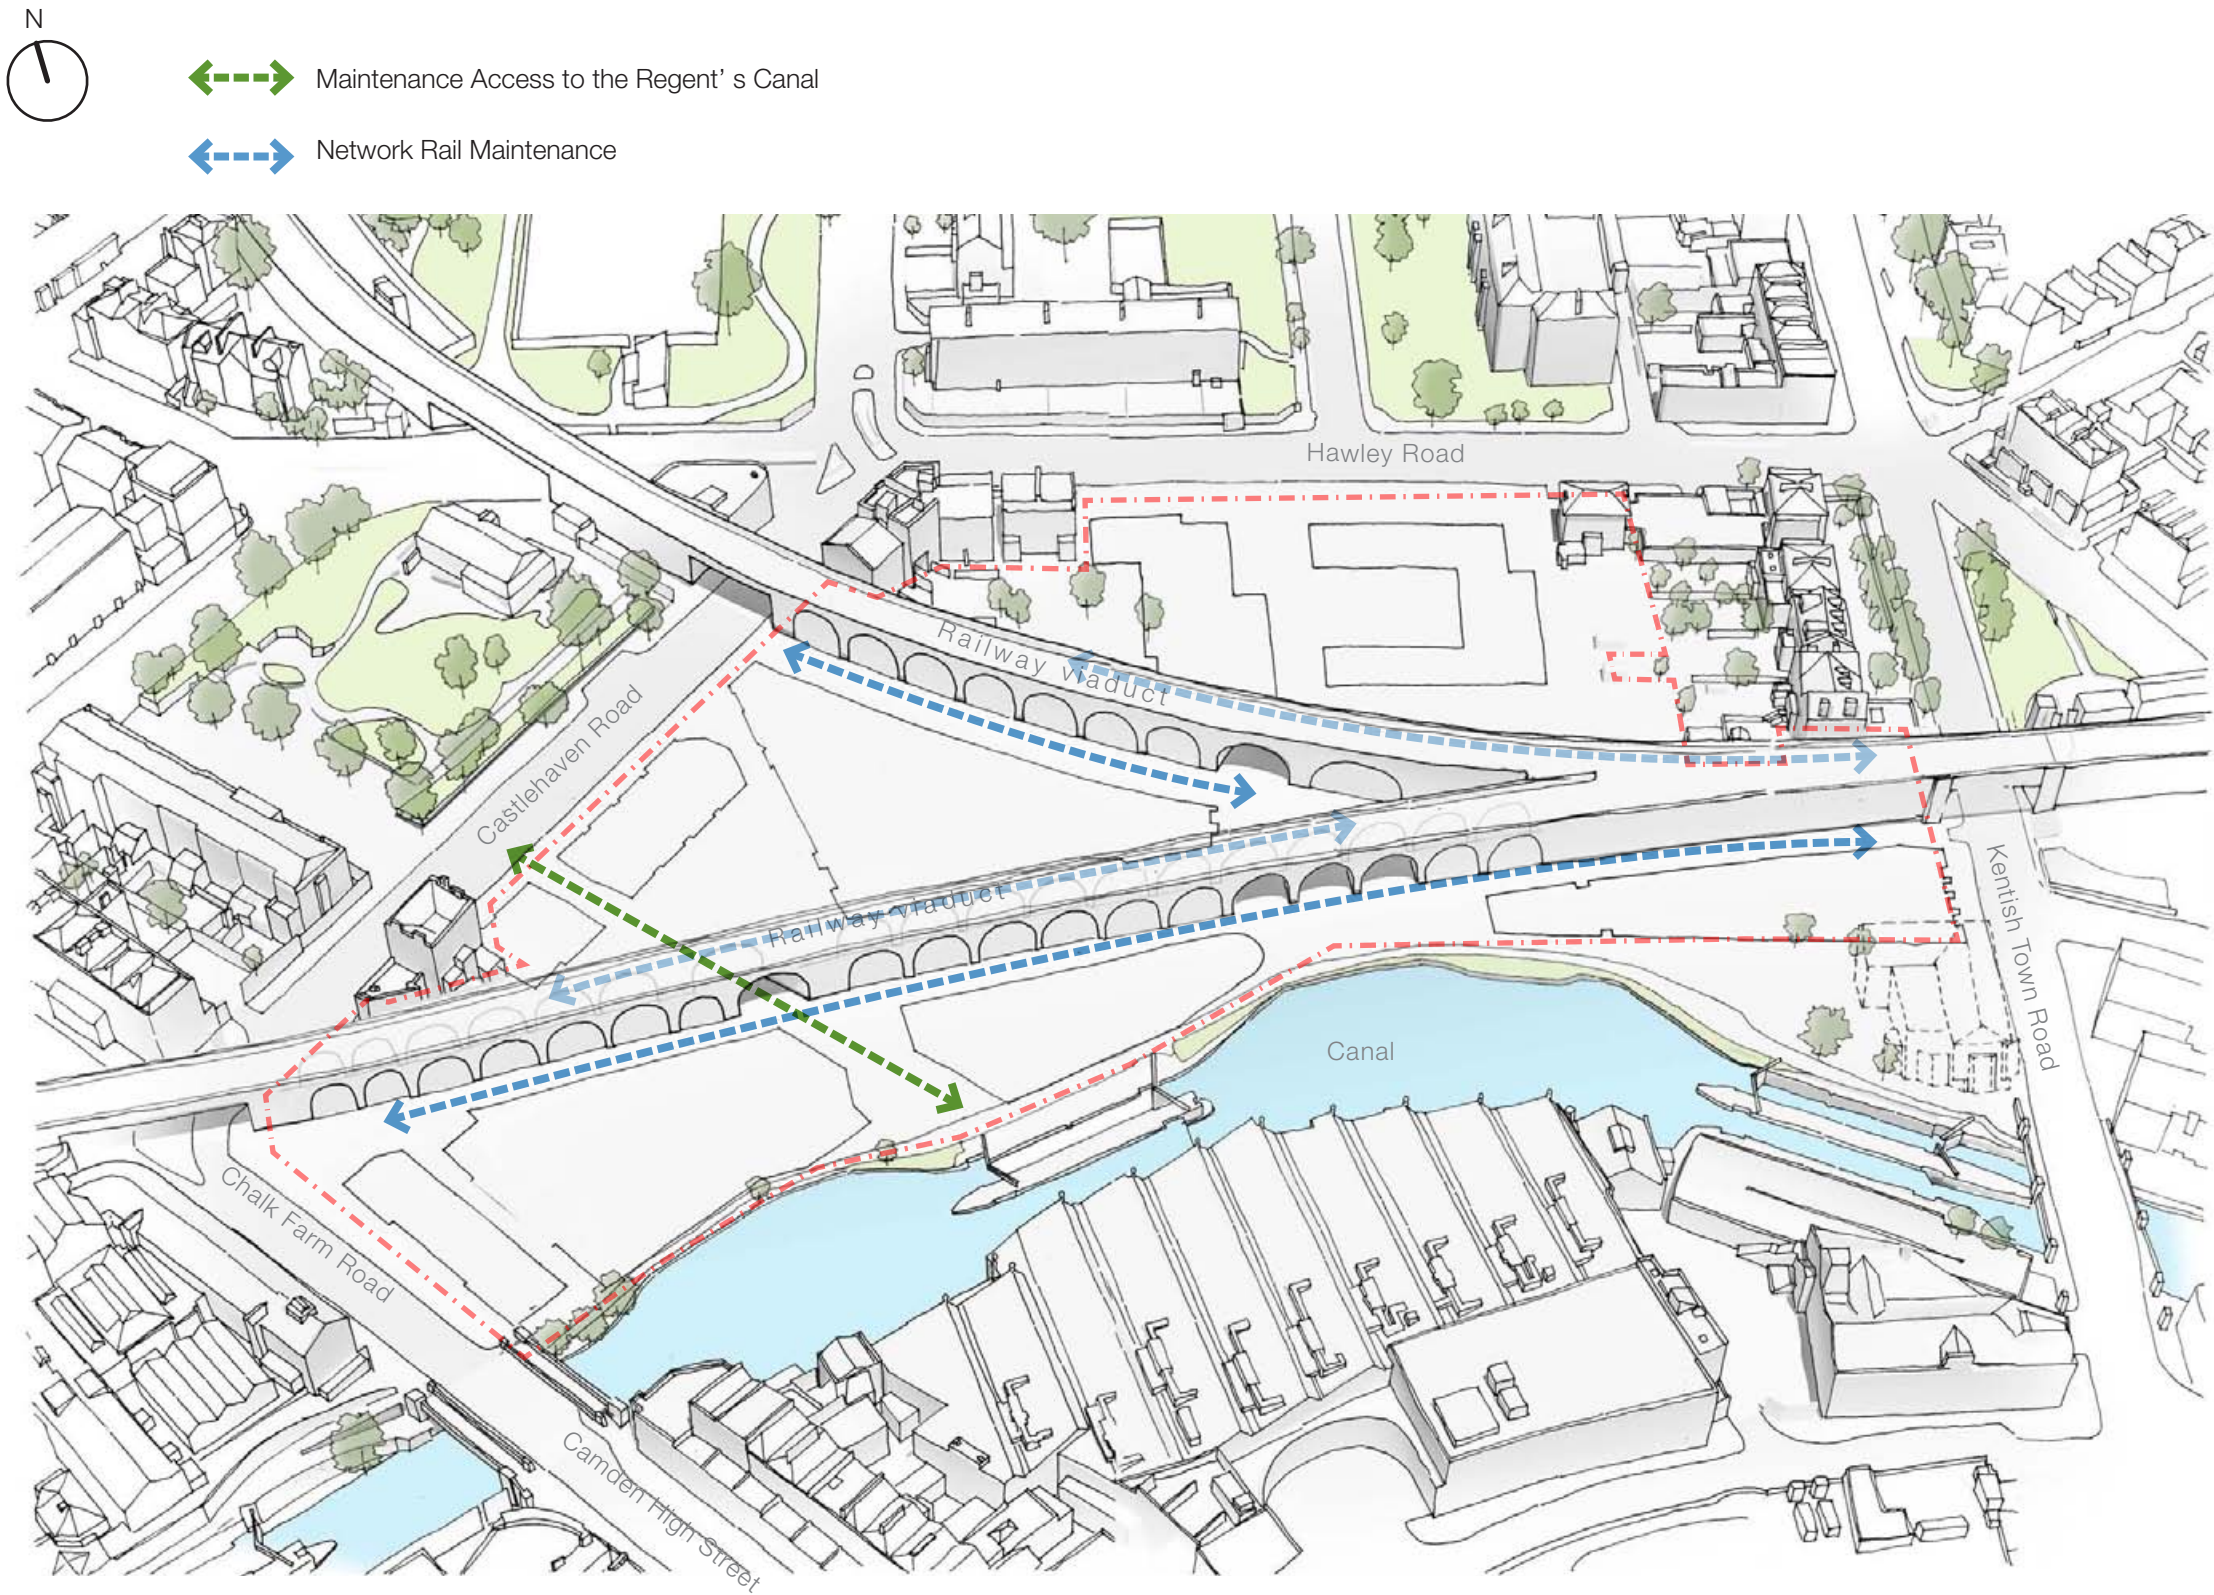 N
Maintenance Access to the Regent’ s Canal
Network Rail Maintenance
Hawley Road
Railway viaduct
Castlehaven Road
Railway viaduct
Kentish Town Road
Canal
Chalk Farm Road
Camden High Street